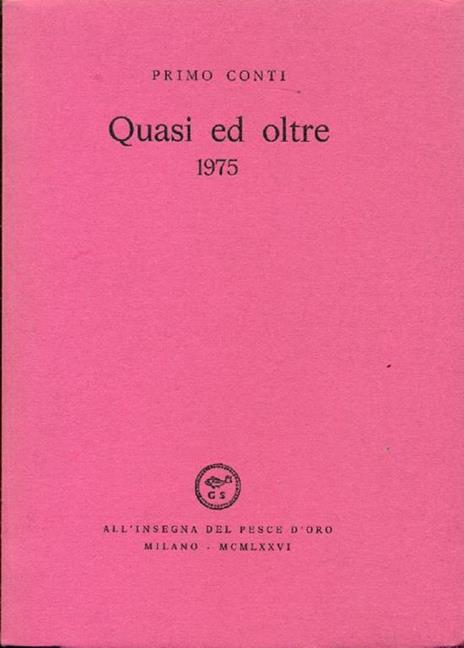 PRIMO CONTI
Quasi ed oltre
1975
G S
ALL'INSEGNA DEL PESCE D'ORO
MILANO - MCMLXXVI